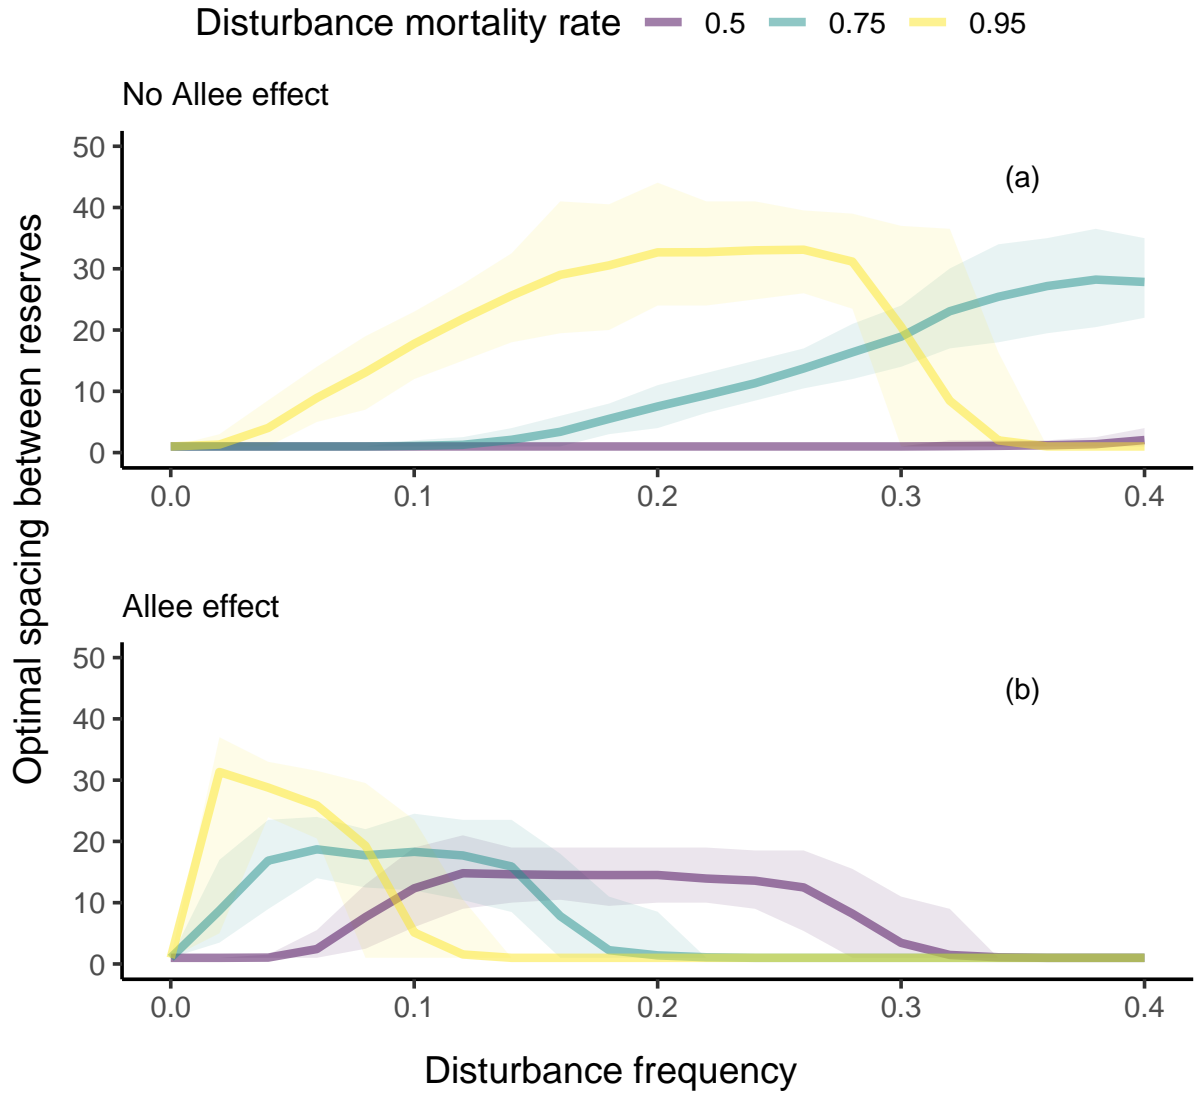 Disturbance mortality rate 0.5 0.75 0.95
No Allee effect
(a)
50
40
30
20
10
0
0.0 0.1 0.2 0.3 0.4
Optimal spacing between reserves
Allee effect
(b)
50
40
30
20
10
0
0.0 0.1 0.2 0.3 0.4
Disturbance frequency